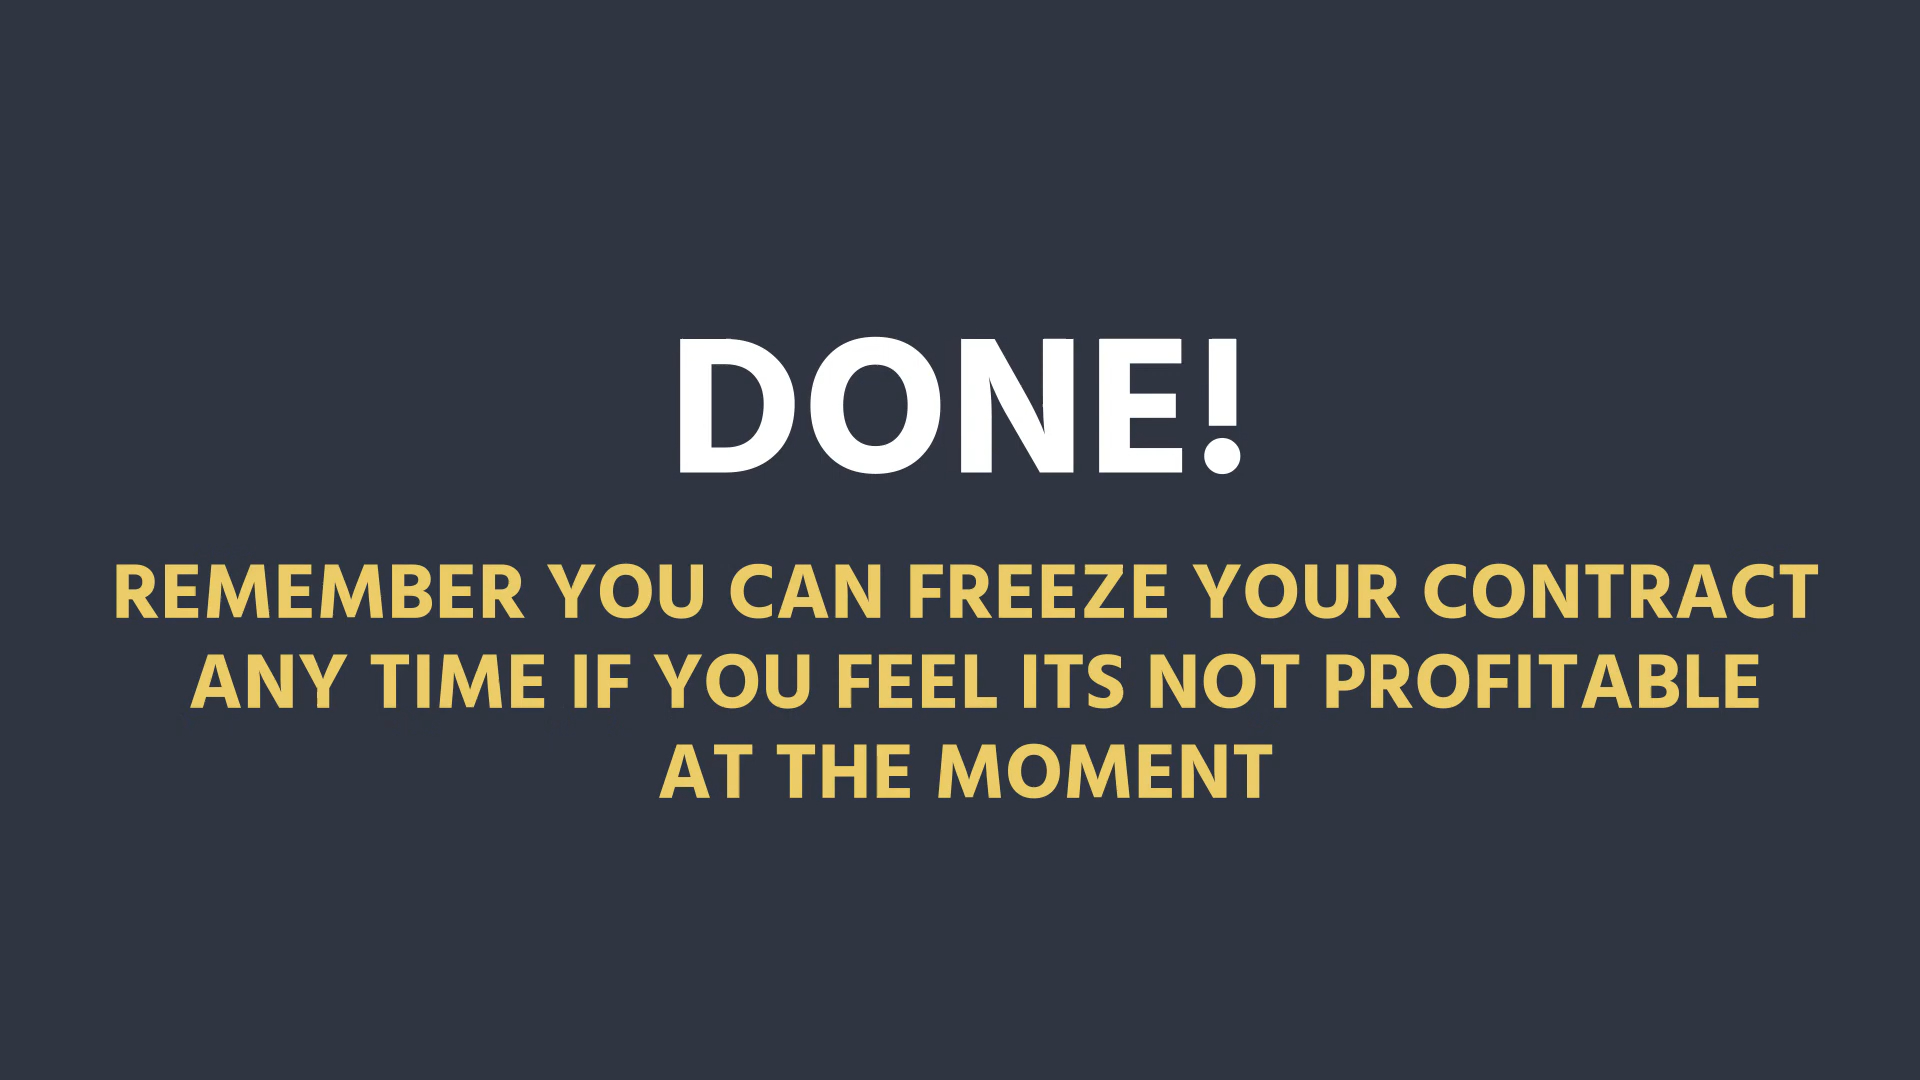 DONE!
REMEMBER YOU CAN FREEZE YOUR CONTRACT
ANY TIME IF YOU FEEL ITS NOT PROFITABLE
AT THE MOMENT